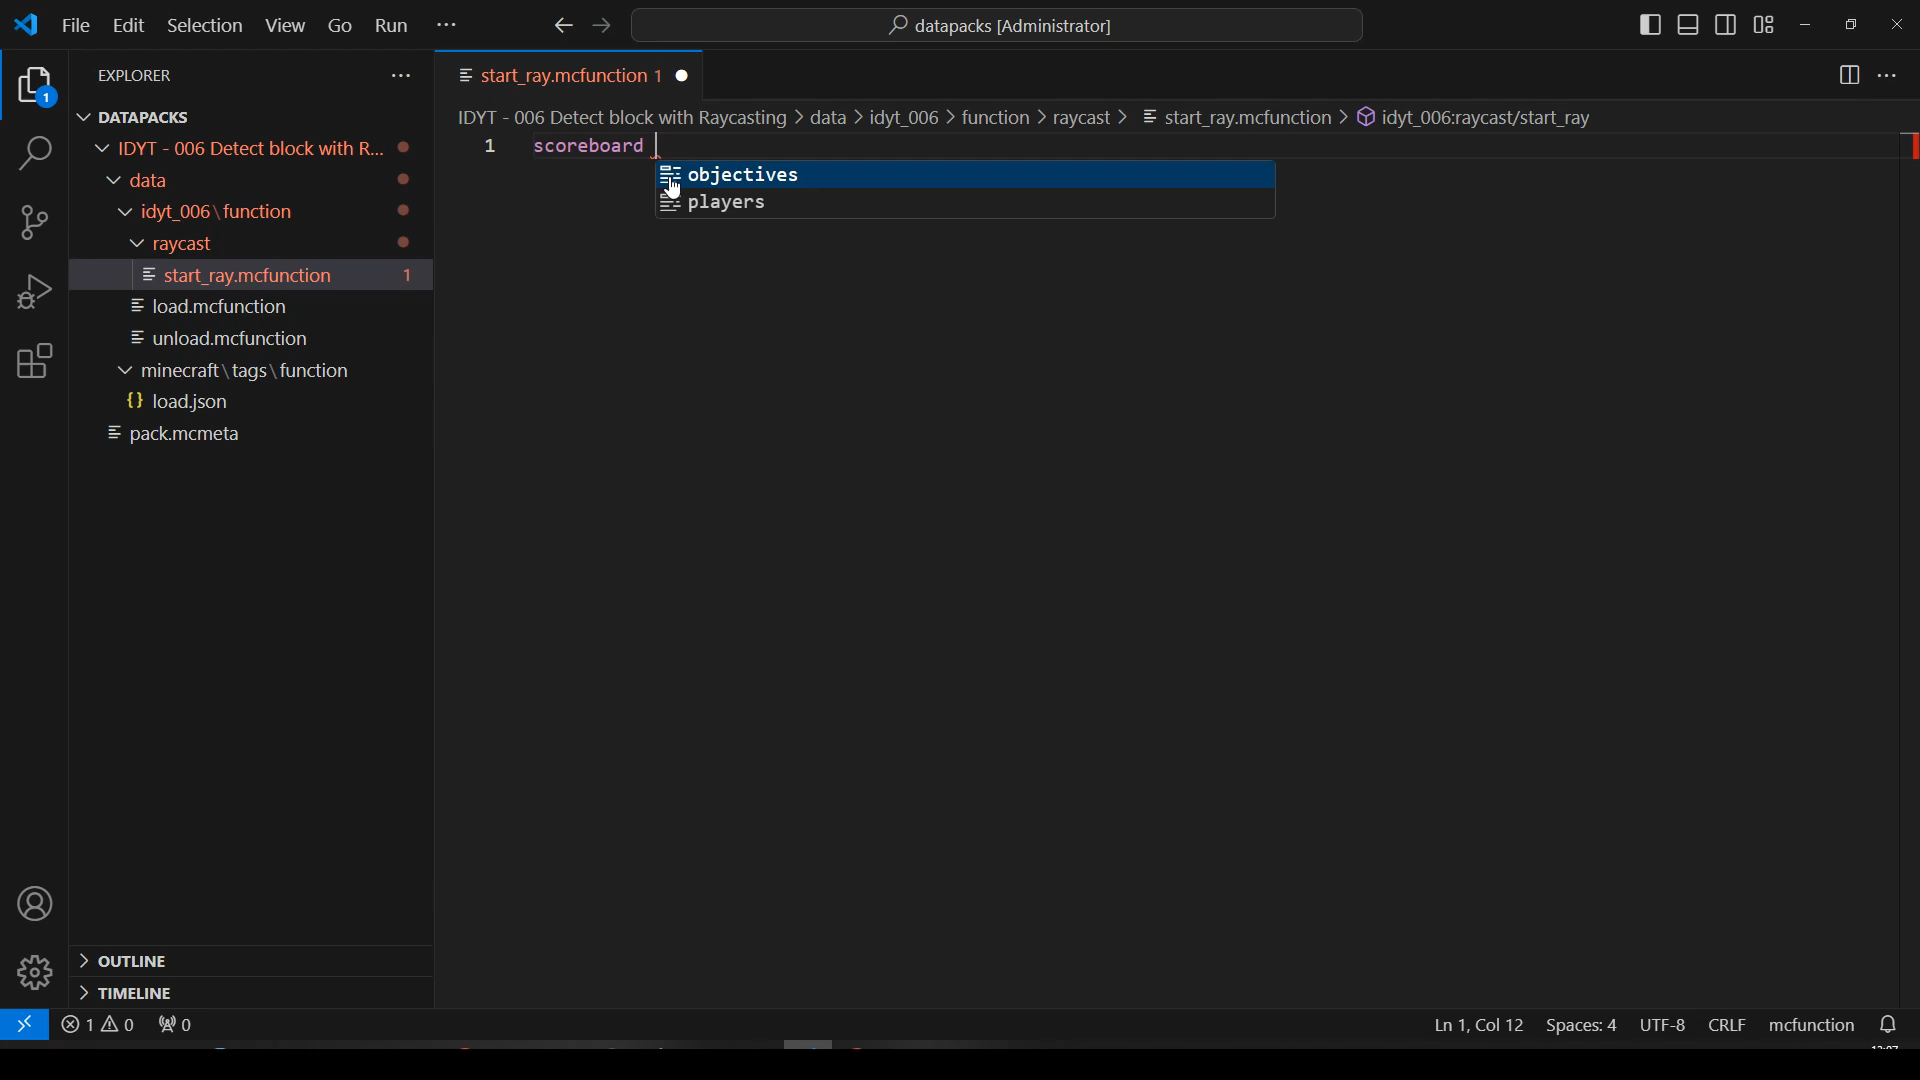 File Edit Selection View Go Run ··· datapacks [Administrator]
EXPLORER ···
start_ray.mcfunction 1
DATAPACKS
IDYT - 006 Detect block with R...
data
idyt_006\function
raycast
start_ray.mcfunction 1
load.mcfunction
unload.mcfunction
minecraft\tags\function
{} load.json
pack.mcmeta
OUTLINE
TIMELINE
IDYT - 006 Detect block with Raycasting > data > idyt_006 > function > raycast > start_ray.mcfunction > idyt_006:raycast/start_ray
1 scoreboard
objectives
players
1
1 0 0 Ln 1, Col 12 Spaces: 4 UTF-8 CRLF mcfunction